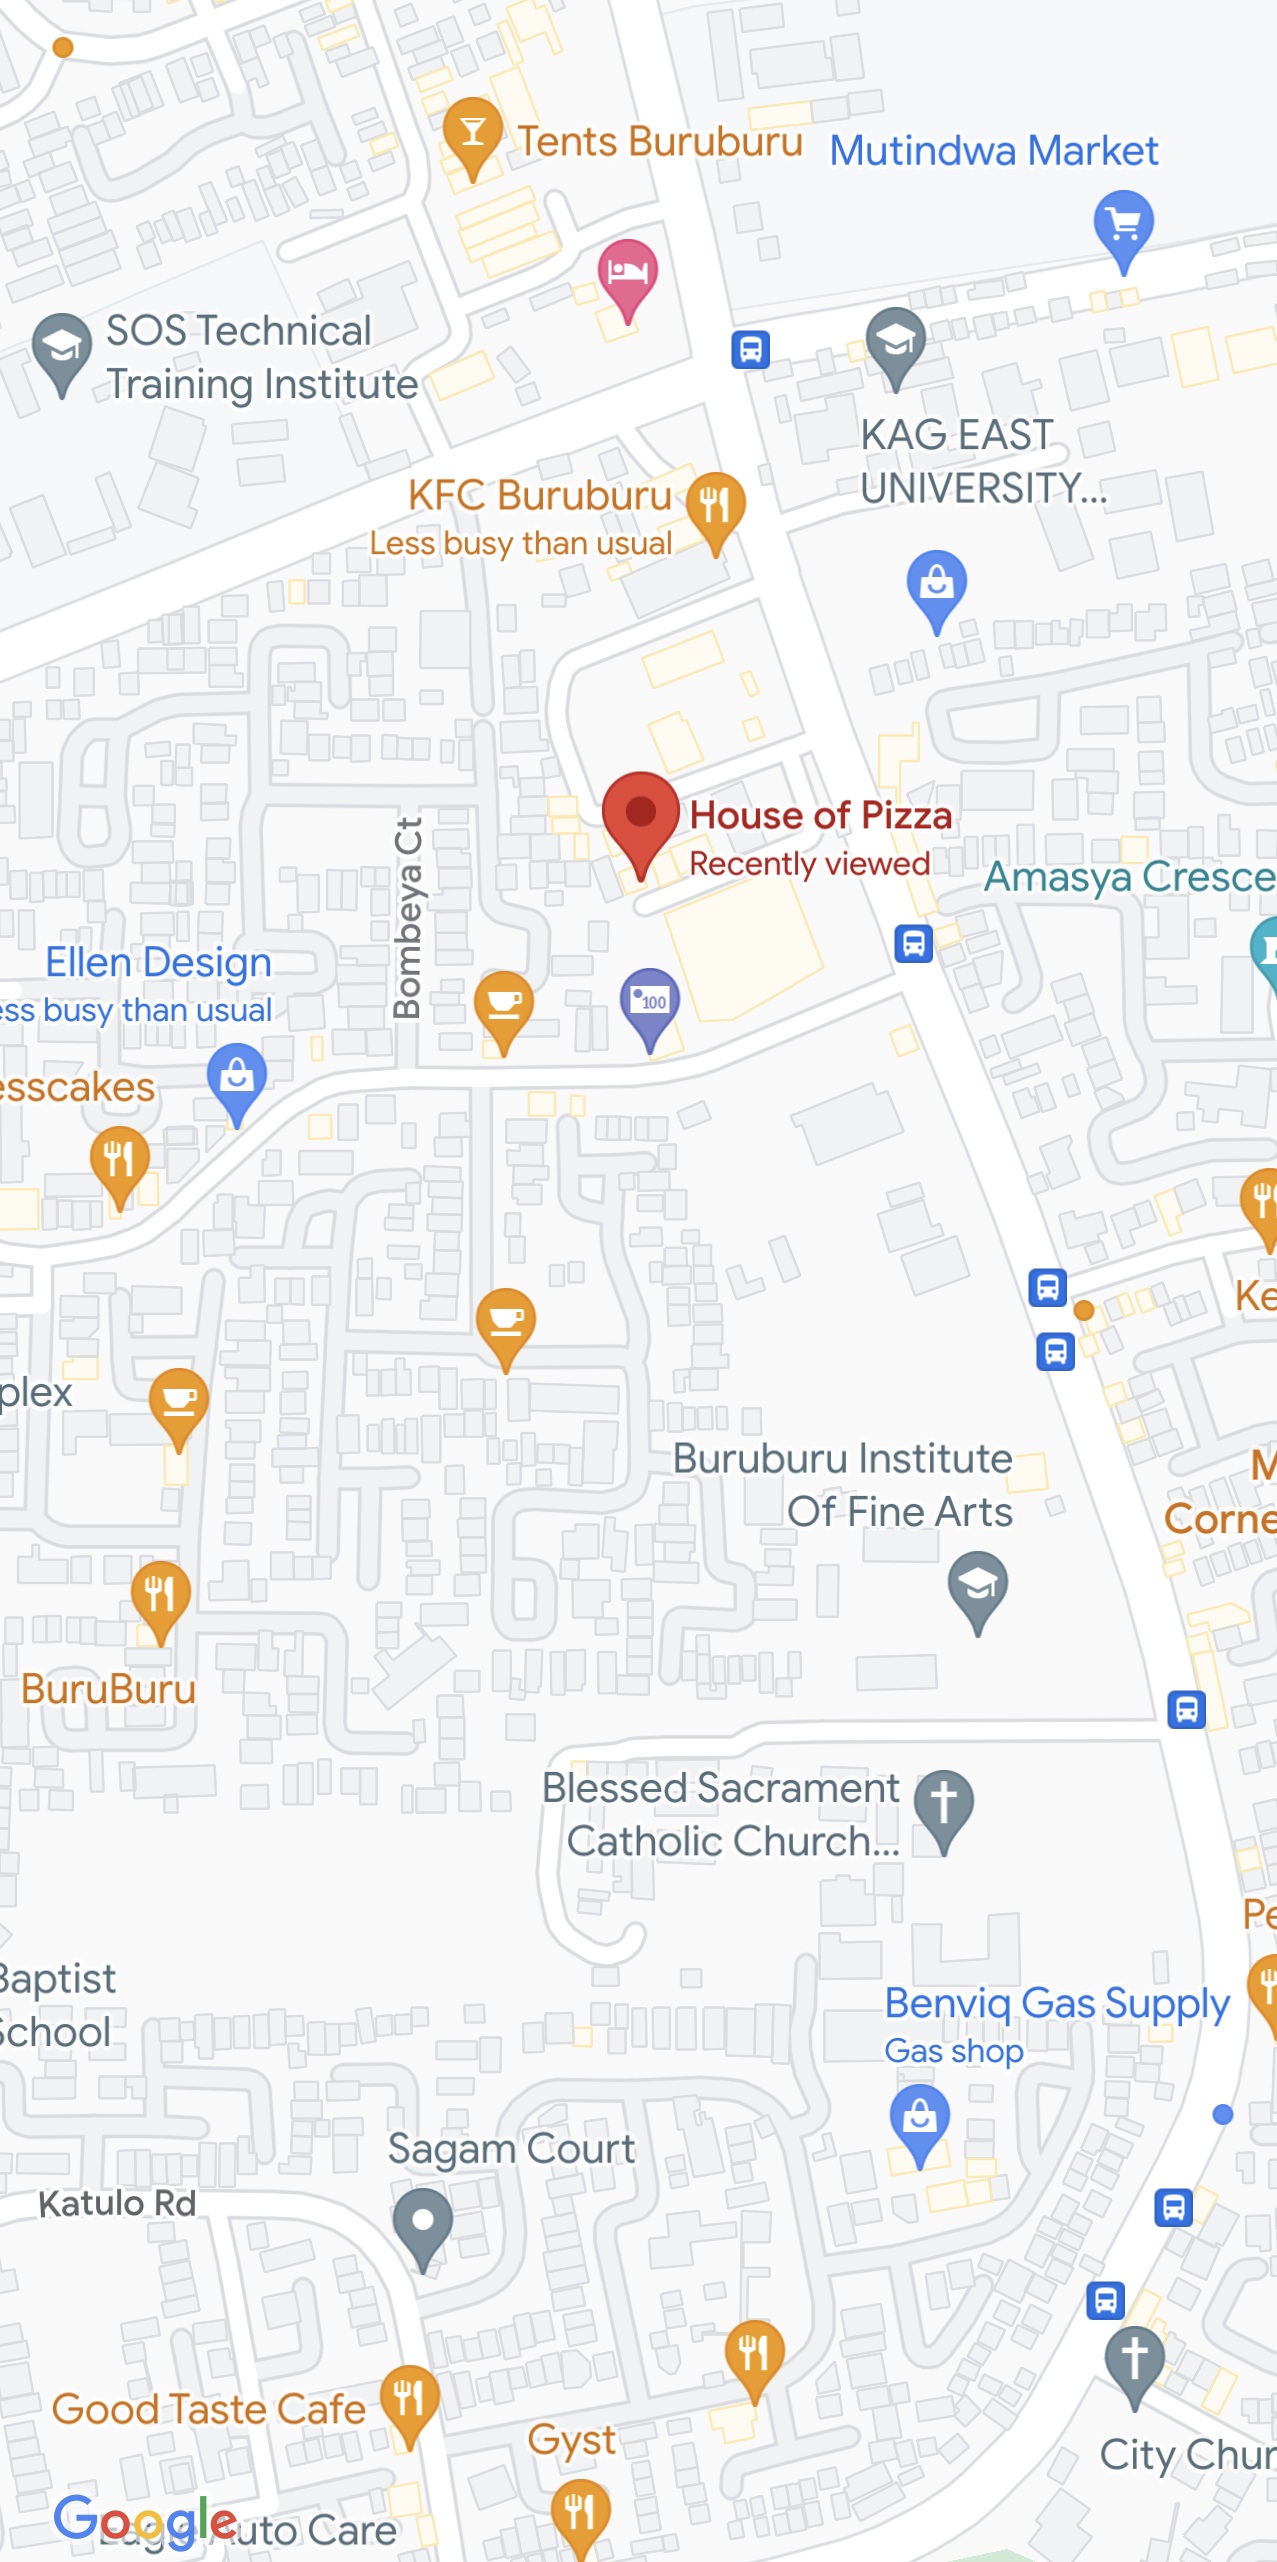 Tents Buruburu
Mutindwa Market
SOS Technical
Training Institute
KAG EAST
UNIVERSITY...
KFC Buruburu
Less busy than usual
House of Pizza
Recently viewed
Amasya Cresce
Bombeya Ct
Ellen Design
ess busy than usual
100
esscakes
Ke
plex
Buruburu Institute
Of Fine Arts
M
Corne
BuruBuru
Blessed Sacrament
Catholic Church...
Pe
Baptist
School
Benviq Gas Supply
Gas shop
Sagam Court
Katulo Rd
Good Taste Cafe
Gyst
City Chur
Google
Eagle Auto Care